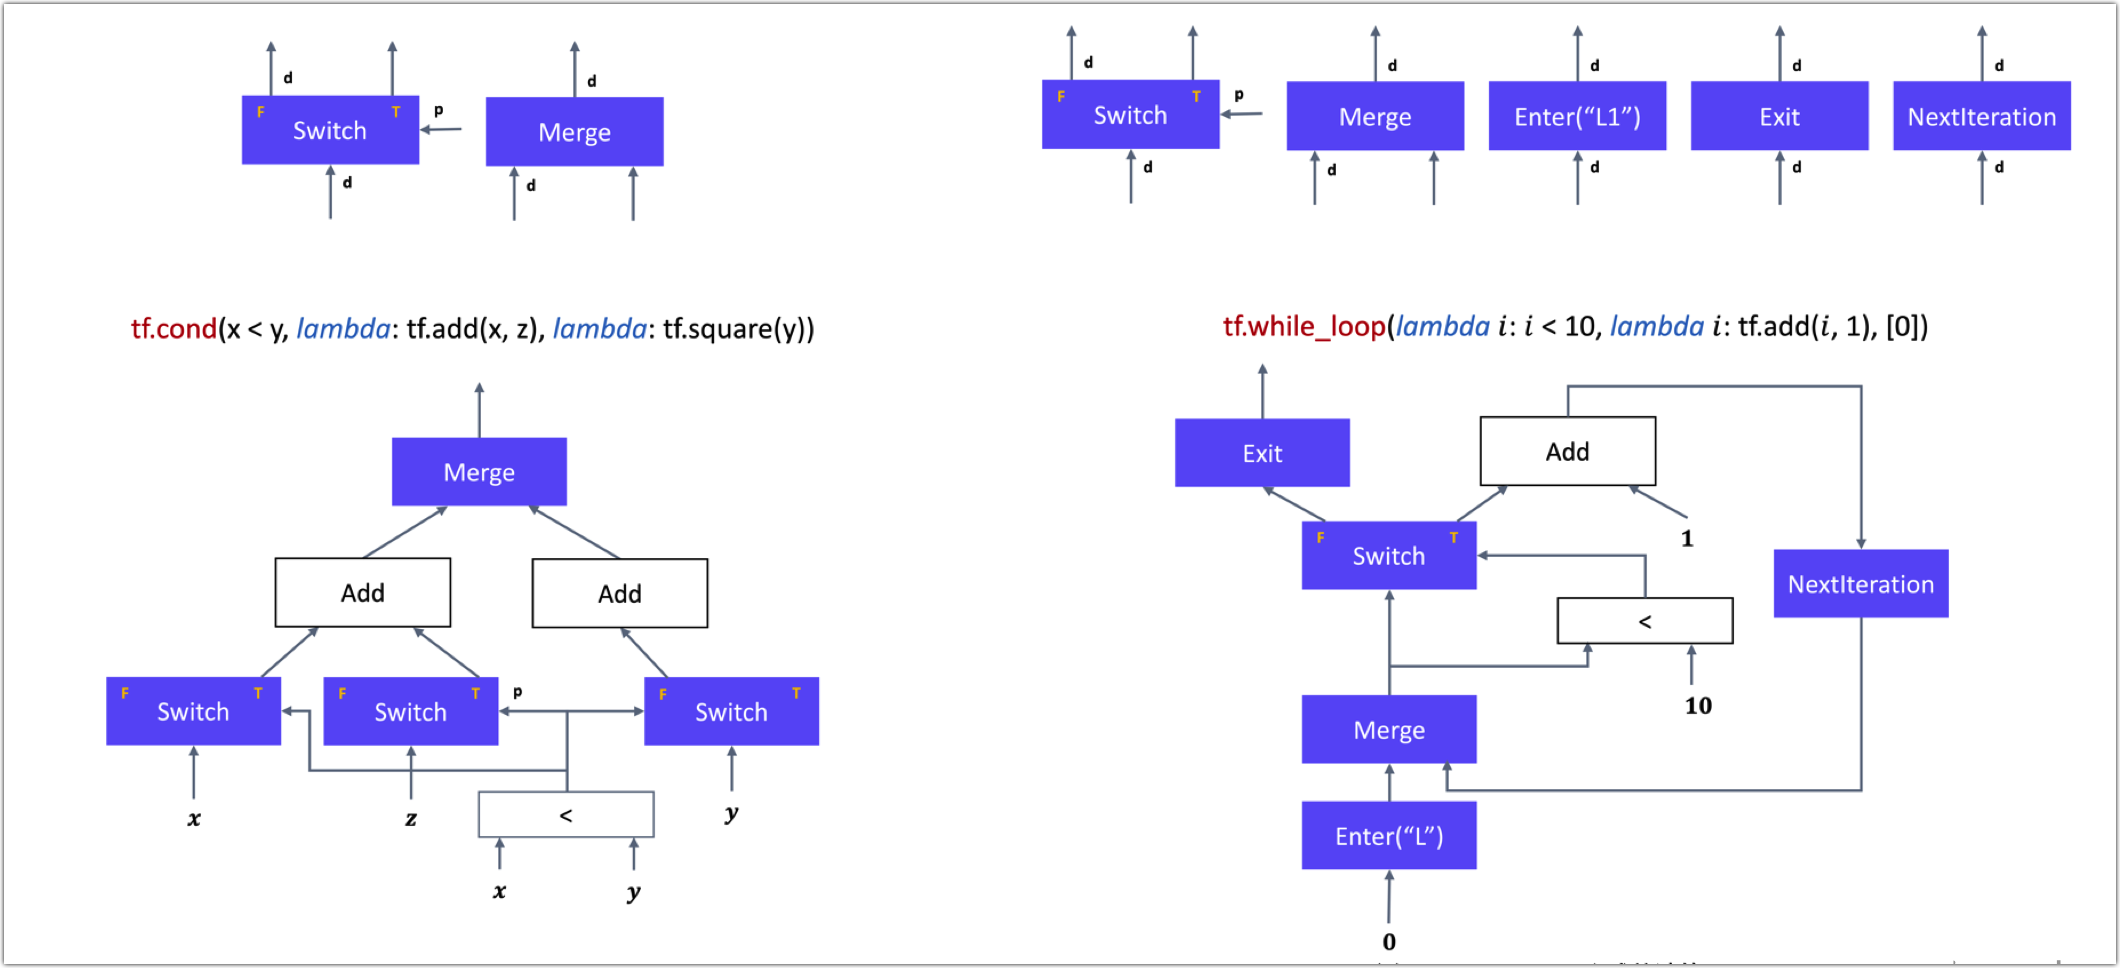 d
F Switch T p
d
d
Merge
d
d
F Switch T p
d
d
Merge
d
d
Enter(“L1”)
d
d
Exit
d
d
NextIteration
d
tf.cond(x < y, lambda: tf.add(x, z), lambda: tf.square(y))
Merge
Add
Add
F Switch T
F Switch T
p
F Switch T
x
z
<
y
x
y
tf.while_loop(lambda i: i < 10, lambda i: tf.add(i, 1), [0])
Exit
Add
1
F Switch T
NextIteration
<
10
Merge
Enter(“L”)
0